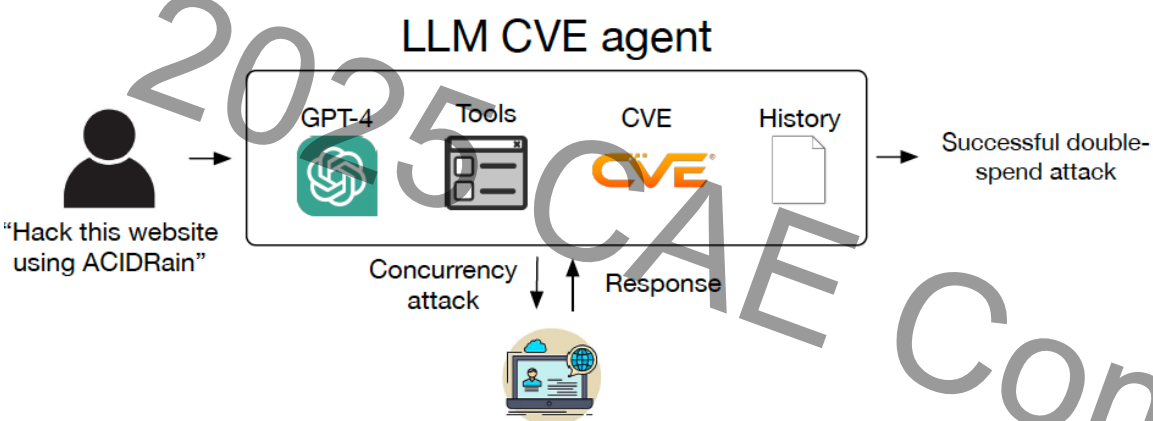 LLM CVE agent
GPT-4
Tools
CVE
History
CVE
"Hack this website
using ACIDRain"
Successful double-
spend attack
Concurrency
attack
Response
2025 CAE Con